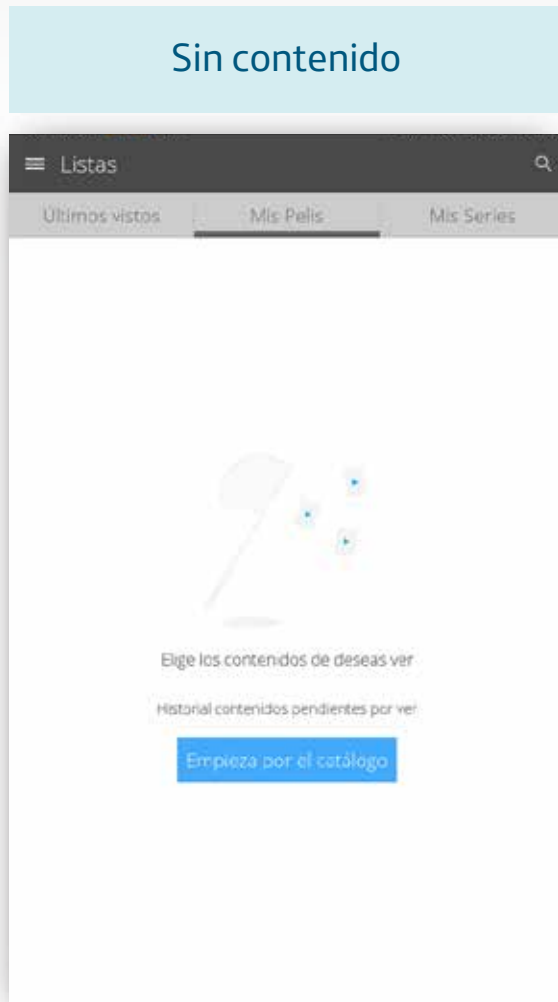 Sin contenido
Listas
Últimos vistos
Mis Pelis
Mis Series
Elige los contenidos de deseas ver
Historial contenidos pendientes por ver
Empieza por el catálogo